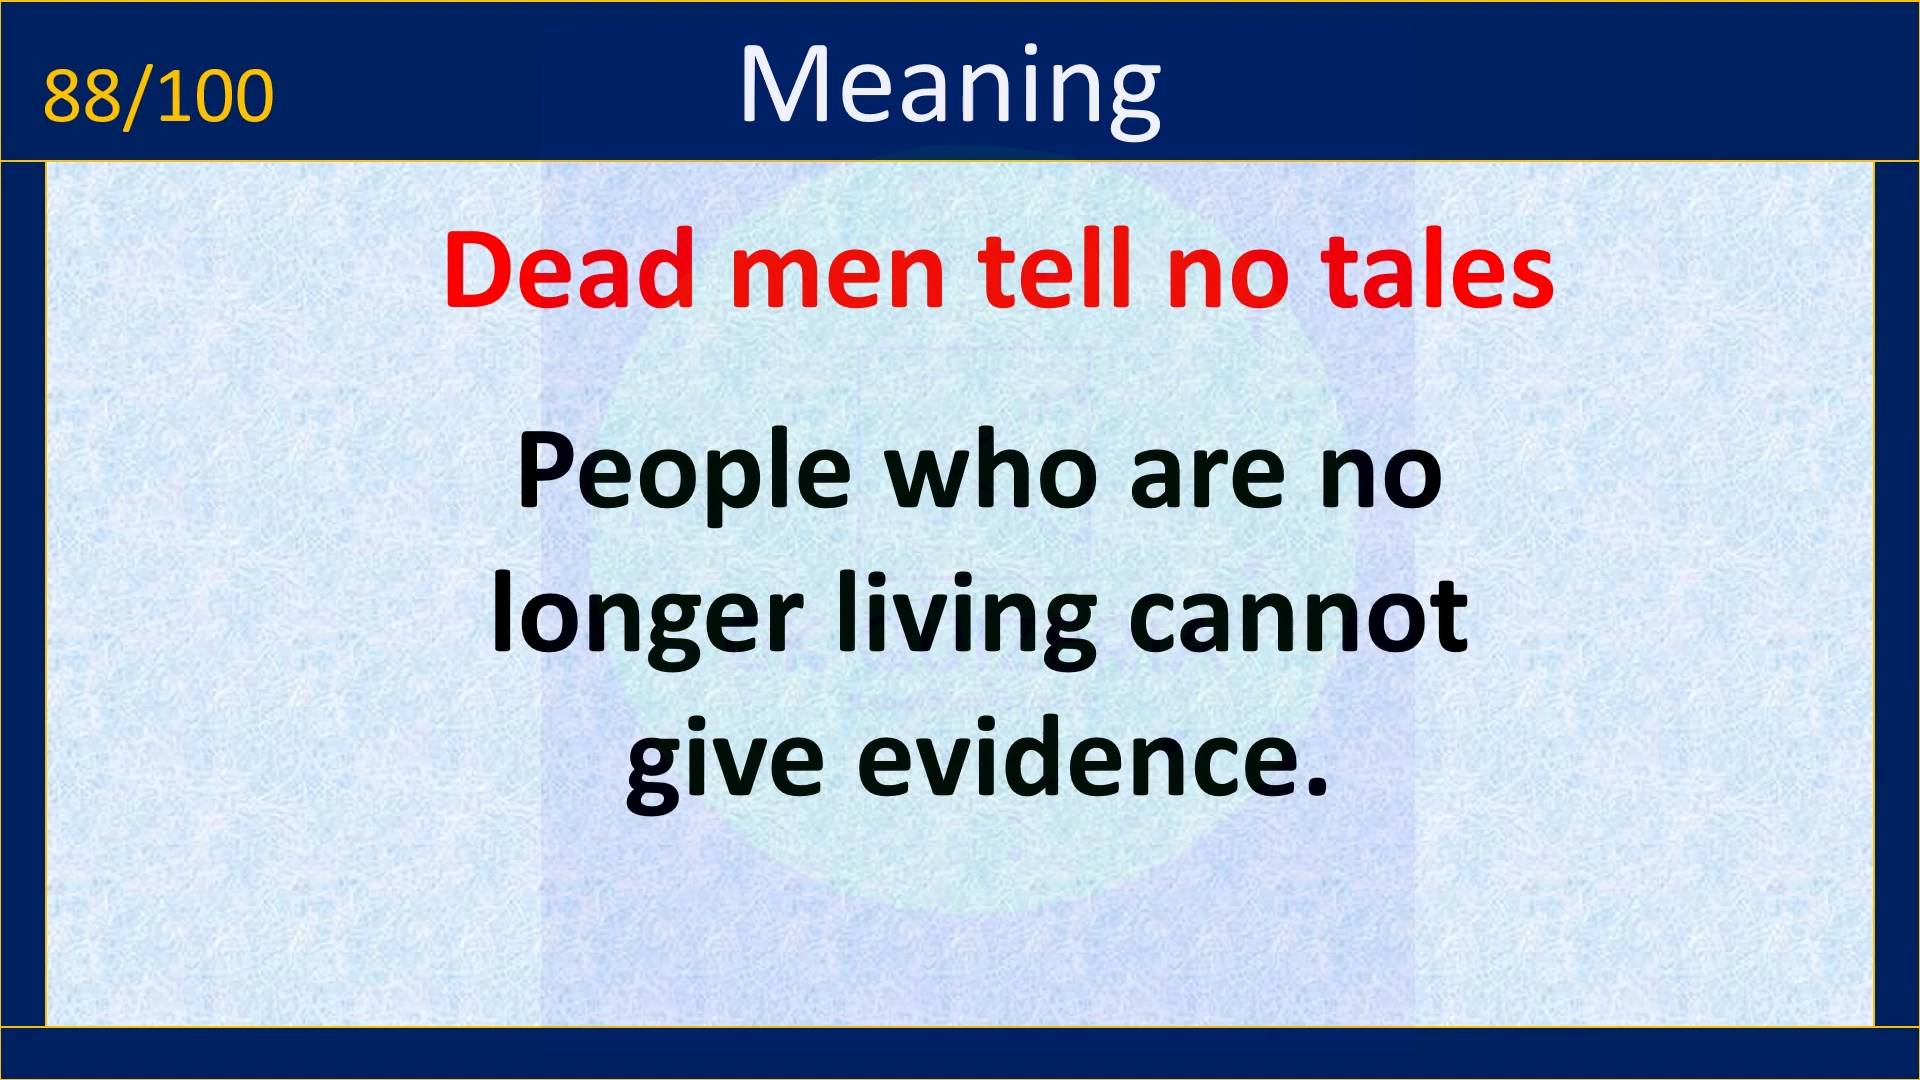 88/100
Meaning
Dead men tell no tales
People who are no
longer living cannot
give evidence.